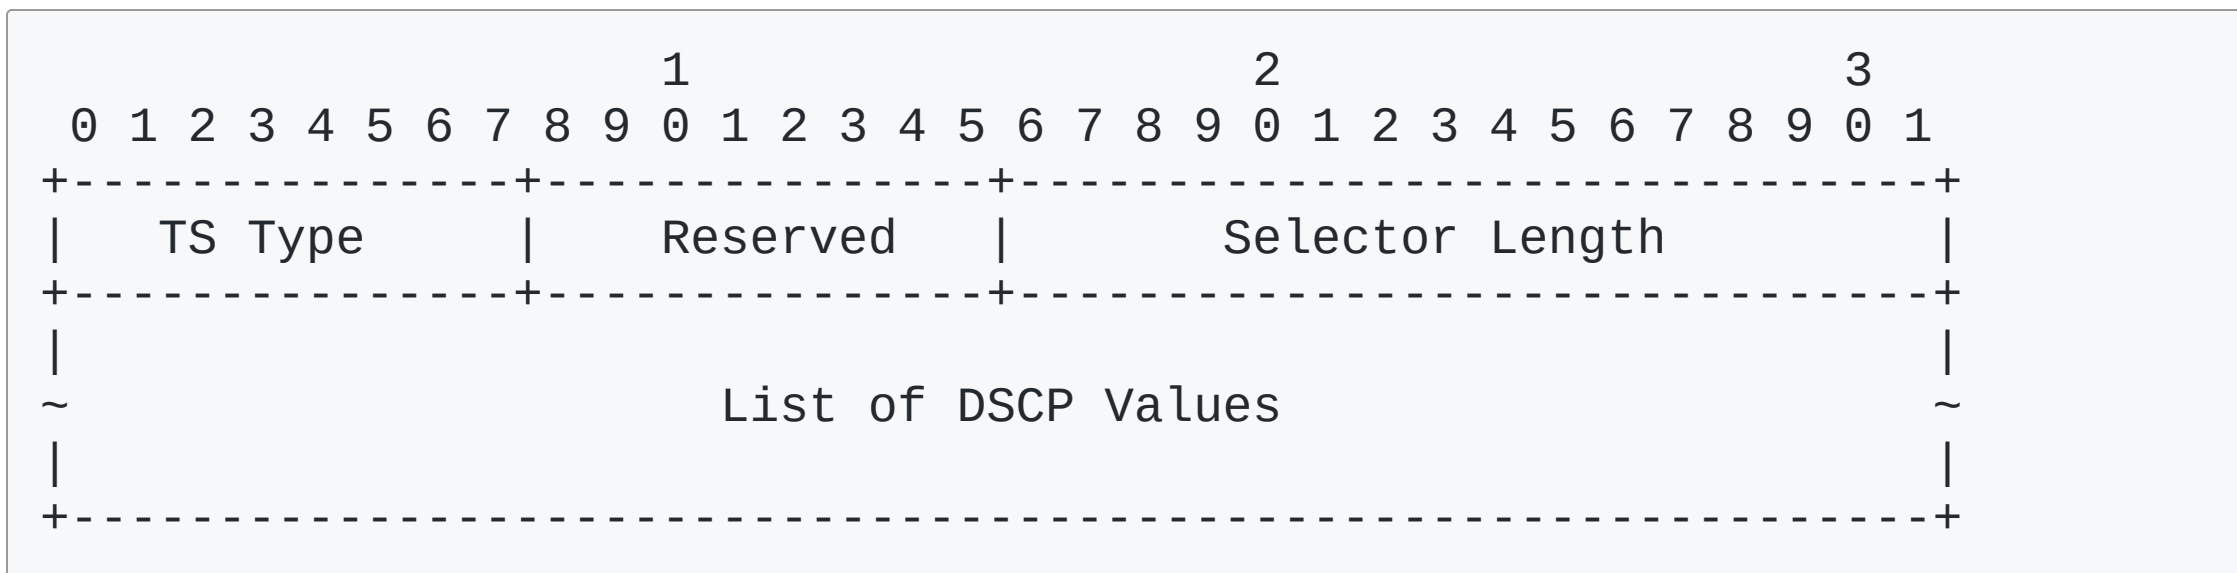 1                   2                   3
 0 1 2 3 4 5 6 7 8 9 0 1 2 3 4 5 6 7 8 9 0 1 2 3 4 5 6 7 8 9 0 1
+---------------+---------------+-------------------------------+
|   TS Type     |    Reserved   |       Selector Length         |
+---------------+---------------+-------------------------------+
|                                                               |
~                      List of DSCP Values                      ~
|                                                               |
+---------------------------------------------------------------+